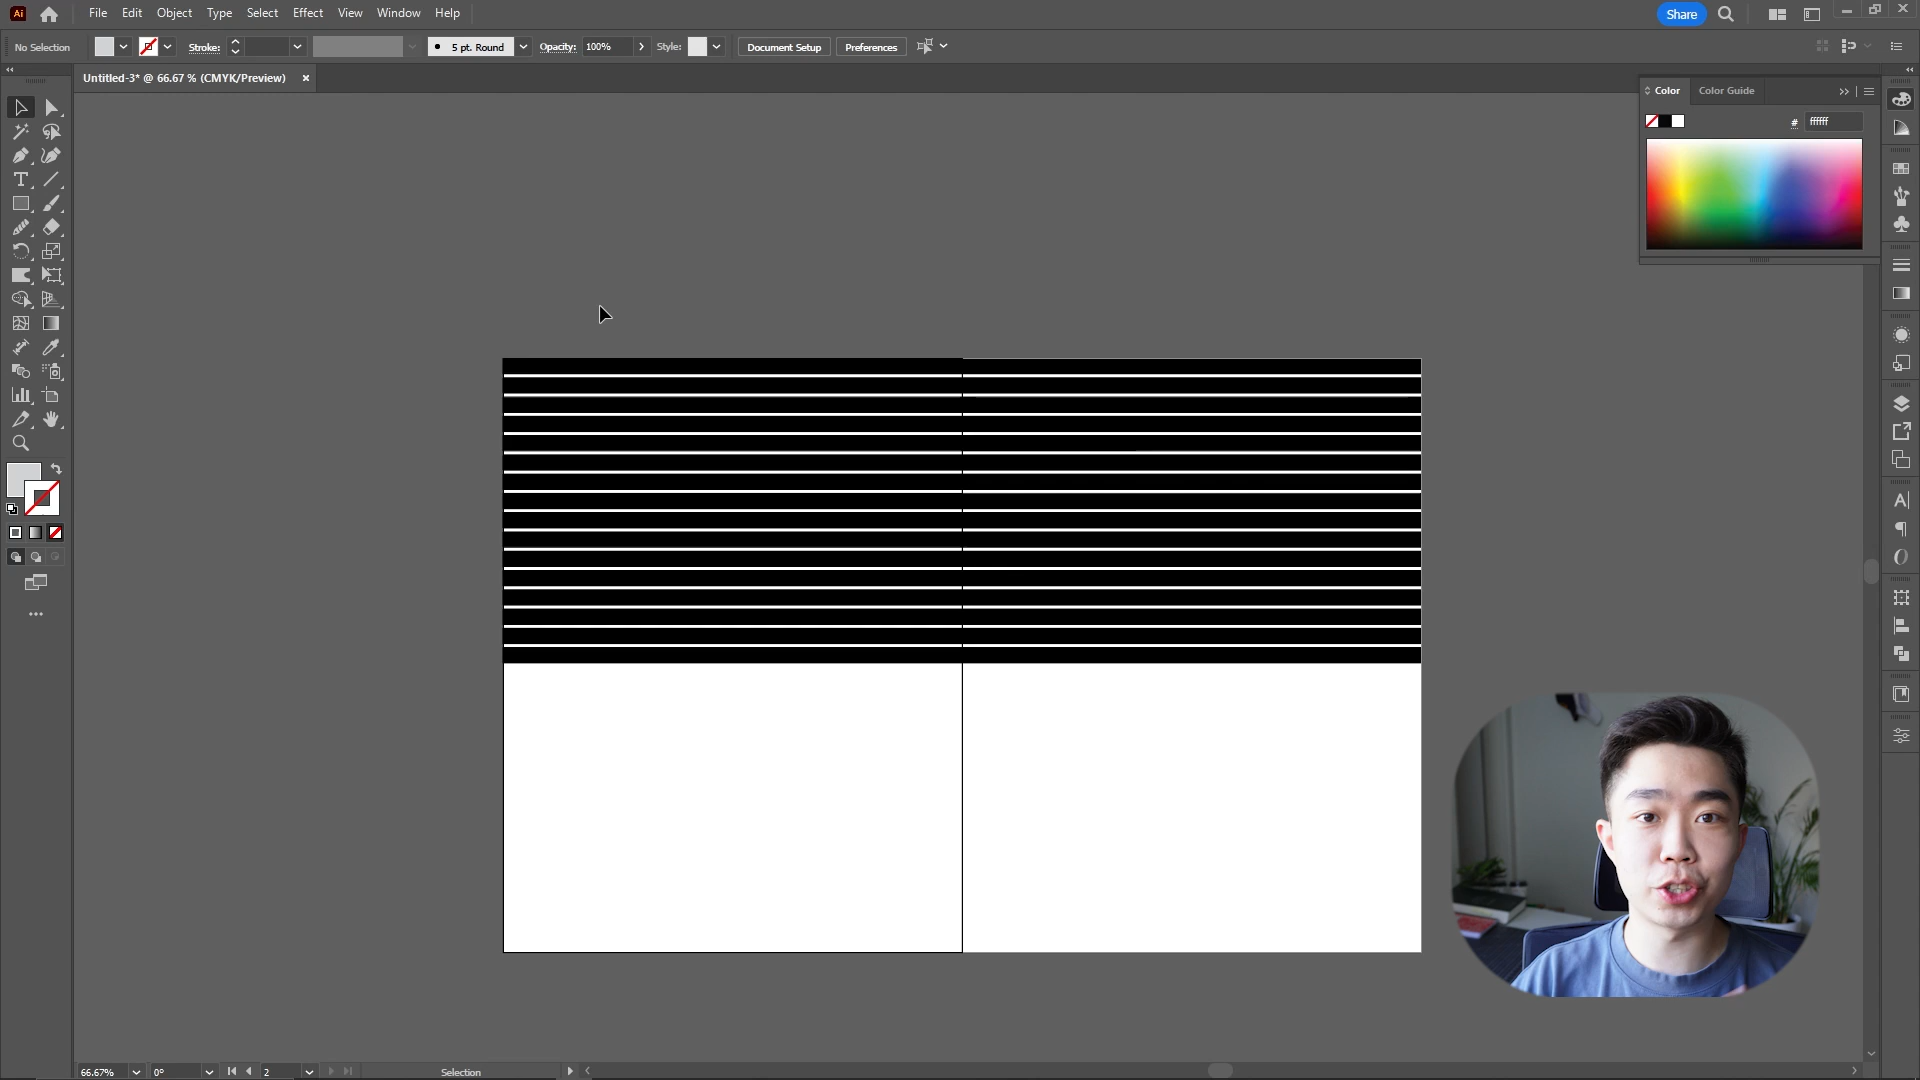 Ai File Edit Object Type Select Effect View Window Help Share
No Selection Stroke: 5 pt. Round Opacity: 100% Style: Document Setup Preferences
Untitled-3* @ 66.67 % (CMYK/Preview) ×
Color Color Guide
# ffffff
66.67% 0° 2 Selection